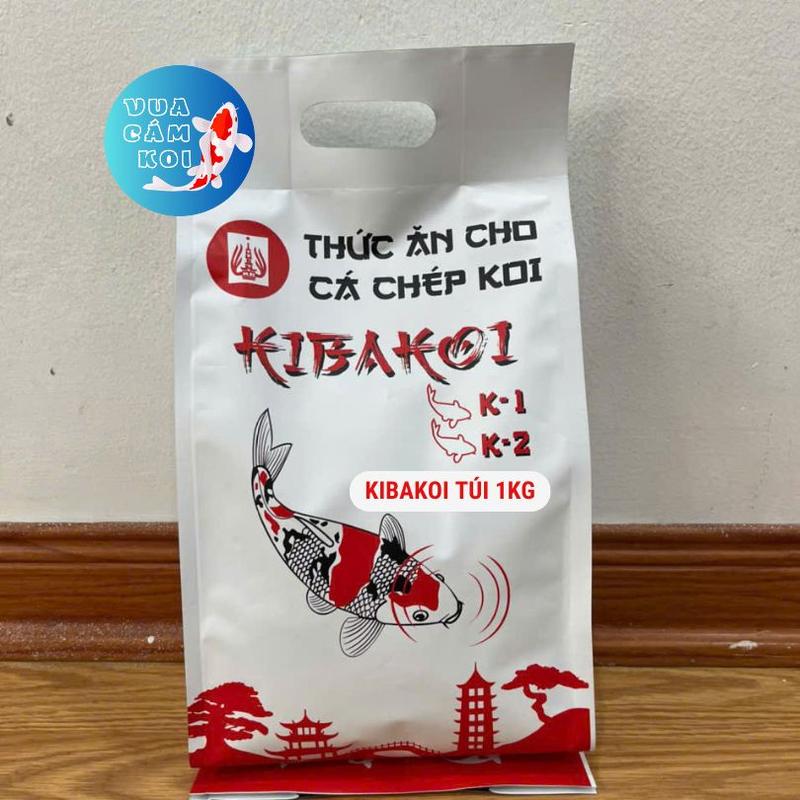 VUA
CÁM
KOI
THỨC ĂN CHO
CÁ CHÉP KOI
KIBAKOI
K-1
K-2
KIBAKOI TÚI 1KG